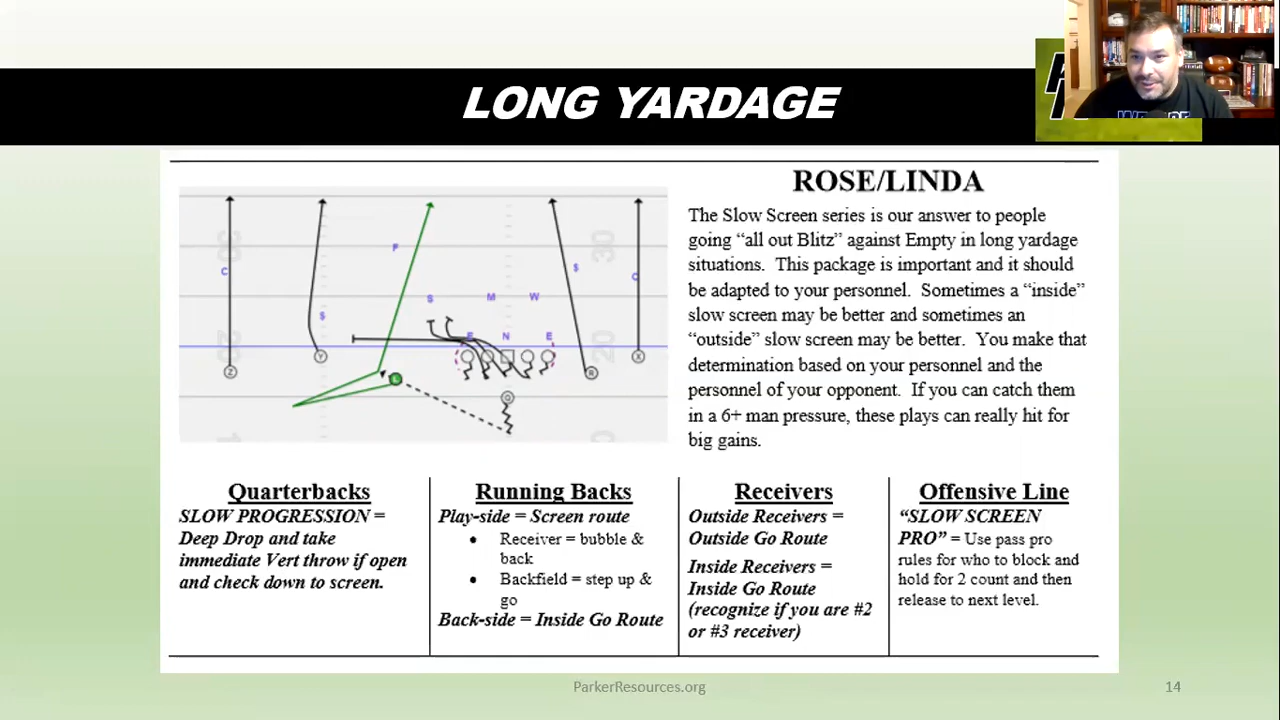 LONG YARDAGE
ROSE/LINDA
The Slow Screen series is our answer to people
going “all out Blitz” against Empty in long yardage
situations. This package is important and it should
be adapted to your personnel. Sometimes a “inside”
slow screen may be better and sometimes an
“outside” slow screen may be better. You make that
determination based on your personnel and the
personnel of your opponent. If you can catch them
in a 6+ man pressure, these plays can really hit for
big gains.
F
C
$
S
M
W
$
C
E
N
E
Z
Y
R
X
Q
30
30
20
20
Quarterbacks
SLOW PROGRESSION =
Deep Drop and take
immediate Vert throw if open
and check down to screen.
Running Backs
Play-side = Screen route
• Receiver = bubble &
back
• Backfield = step up &
go
Back-side = Inside Go Route
Receivers
Outside Receivers =
Outside Go Route
Inside Receivers =
Inside Go Route
(recognize if you are #2
or #3 receiver)
Offensive Line
“SLOW SCREEN
PRO” = Use pass pro
rules for who to block and
hold for 2 count and then
release to next level.
ParkerResources.org
14